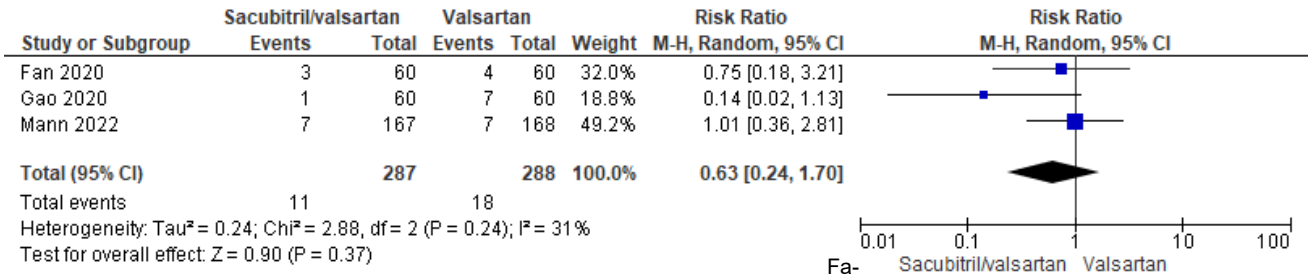 Sacubitril/valsartan Valsartan Risk Ratio Risk Ratio
Study or Subgroup Events Total Events Total Weight M-H, Random, 95% CI M-H, Random, 95% CI
Fan 2020 3 60 4 60 32.0% 0.75 [0.18, 3.21]
Gao 2020 1 60 7 60 18.8% 0.14 [0.02, 1.13]
Mann 2022 7 167 7 168 49.2% 1.01 [0.36, 2.81]
Total (95% CI) 287 288 100.0% 0.63 [0.24, 1.70]
Total events 11 18
Heterogeneity: Tau² = 0.24; Chi² = 2.88, df = 2 (P = 0.24); I² = 31%
Test for overall effect: Z = 0.90 (P = 0.37)
0.01 0.1 1 10 100
Fa- Sacubitril/valsartan Valsartan